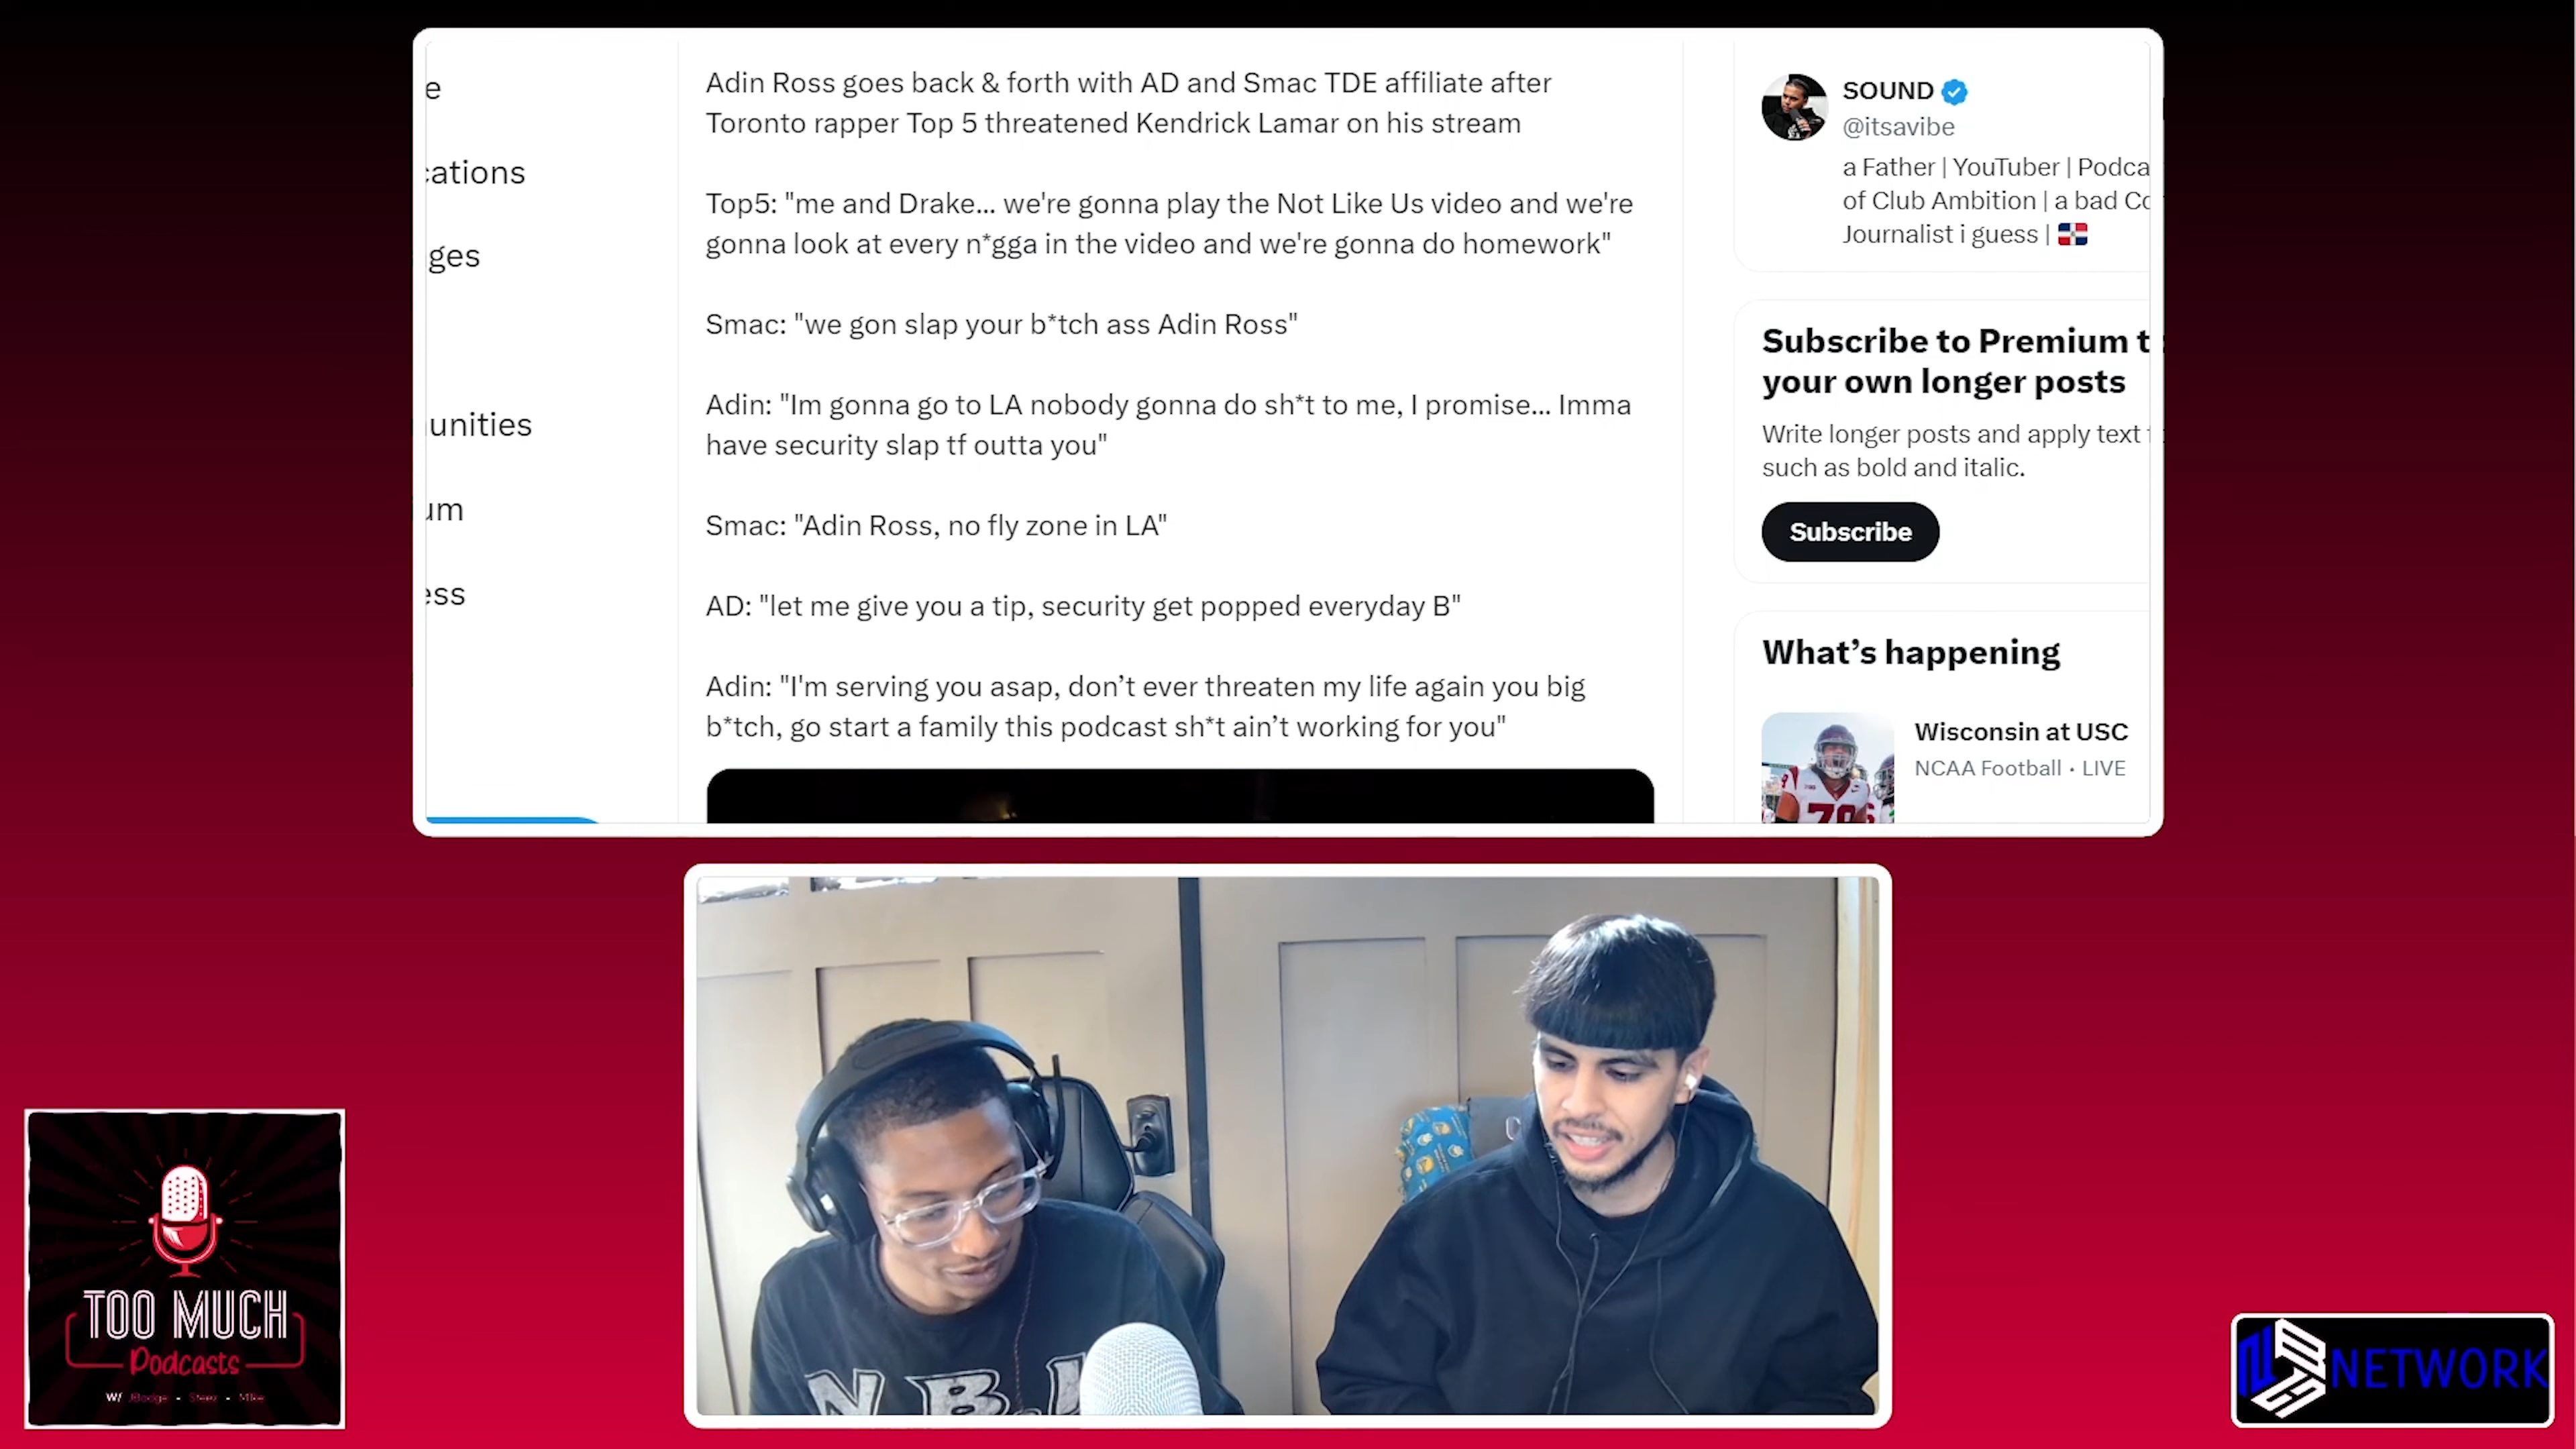 e
cations
ges
unities
um
ess
Adin Ross goes back & forth with AD and Smac TDE affiliate after
Toronto rapper Top 5 threatened Kendrick Lamar on his stream
Top5: "me and Drake... we're gonna play the Not Like Us video and we're
gonna look at every n*gga in the video and we're gonna do homework"
Smac: "we gon slap your b*tch ass Adin Ross"
Adin: "Im gonna go to LA nobody gonna do sh*t to me, I promise... Imma
have security slap tf outta you"
Smac: "Adin Ross, no fly zone in LA"
AD: "let me give you a tip, security get popped everyday B"
Adin: "I'm serving you asap, don’t ever threaten my life again you big
b*tch, go start a family this podcast sh*t ain’t working for you"
SOUND
@itsavibe
a Father | YouTuber | Podca
of Club Ambition | a bad Co
Journalist i guess |
Subscribe to Premium t
your own longer posts
Write longer posts and apply text f
such as bold and italic.
Subscribe
What’s happening
Wisconsin at USC
NCAA Football · LIVE
TOO MUCH
Podcasts
W/ JBodge - Steez - Mike
NETWORK